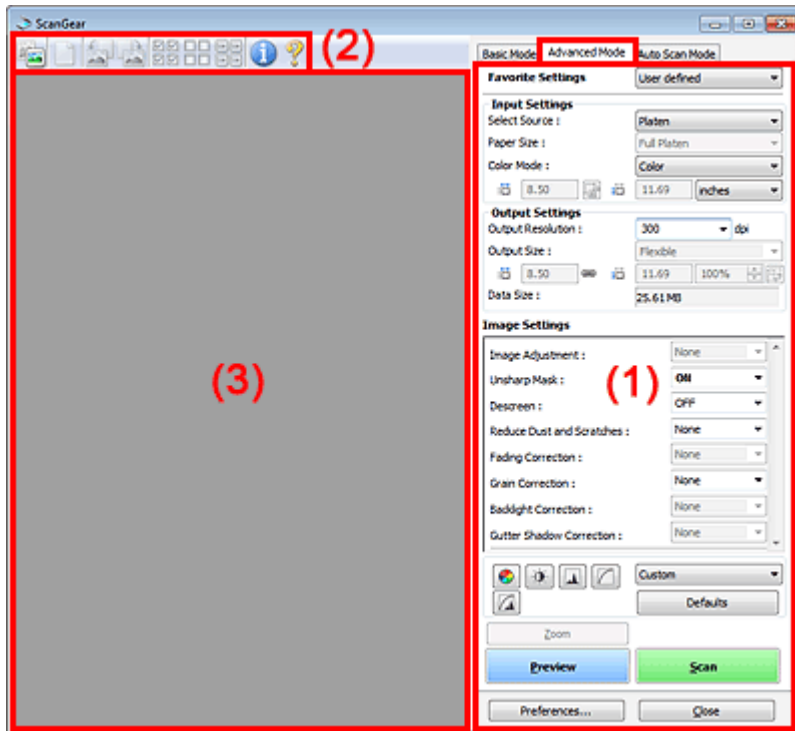 ScanGear
(2)
Basic Mode Advanced Mode Auto Scan Mode
Favorite Settings User defined
Input Settings
Select Source : Platen
Paper Size : Full Platen
Color Mode : Color
8.50 11.69 inches
Output Settings
Output Resolution : 300 dpi
Output Size : Flexible
8.50 11.69 100%
Data Size : 25.61 MB
Image Settings
Image Adjustment : None
(3)
Unsharp Mask : ON
(1)
Descreen : OFF
Reduce Dust and Scratches : None
Fading Correction : None
Grain Correction : None
Backlight Correction : None
Gutter Shadow Correction : None
Custom
Defaults
Zoom
Preview Scan
Preferences... Close